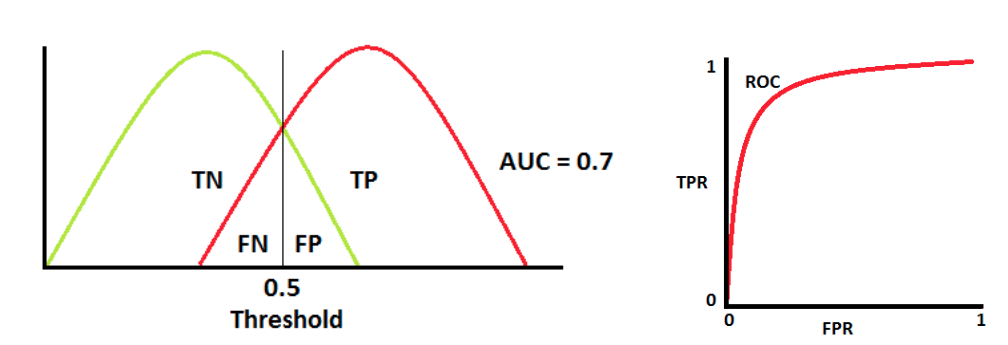 TN
TP
AUC = 0.7
FN
FP
0.5
Threshold
1
ROC
TPR
0
0
FPR
1